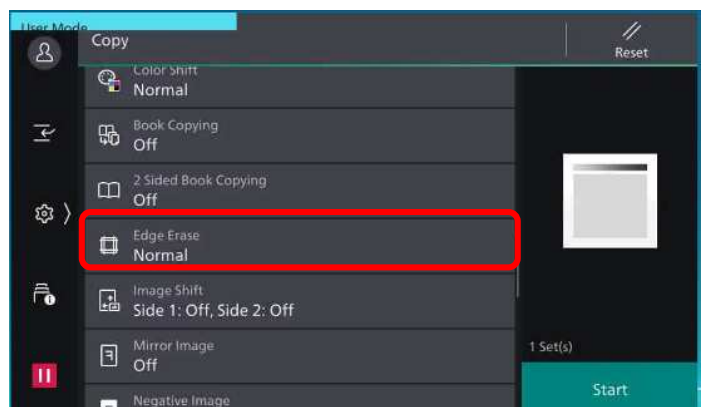 User Mode
Copy
Reset
Color Shift
Normal
Book Copying
Off
2 Sided Book Copying
Off
Edge Erase
Normal
Image Shift
Side 1: Off, Side 2: Off
Mirror Image
Off
Negative Image
1 Set(s)
Start